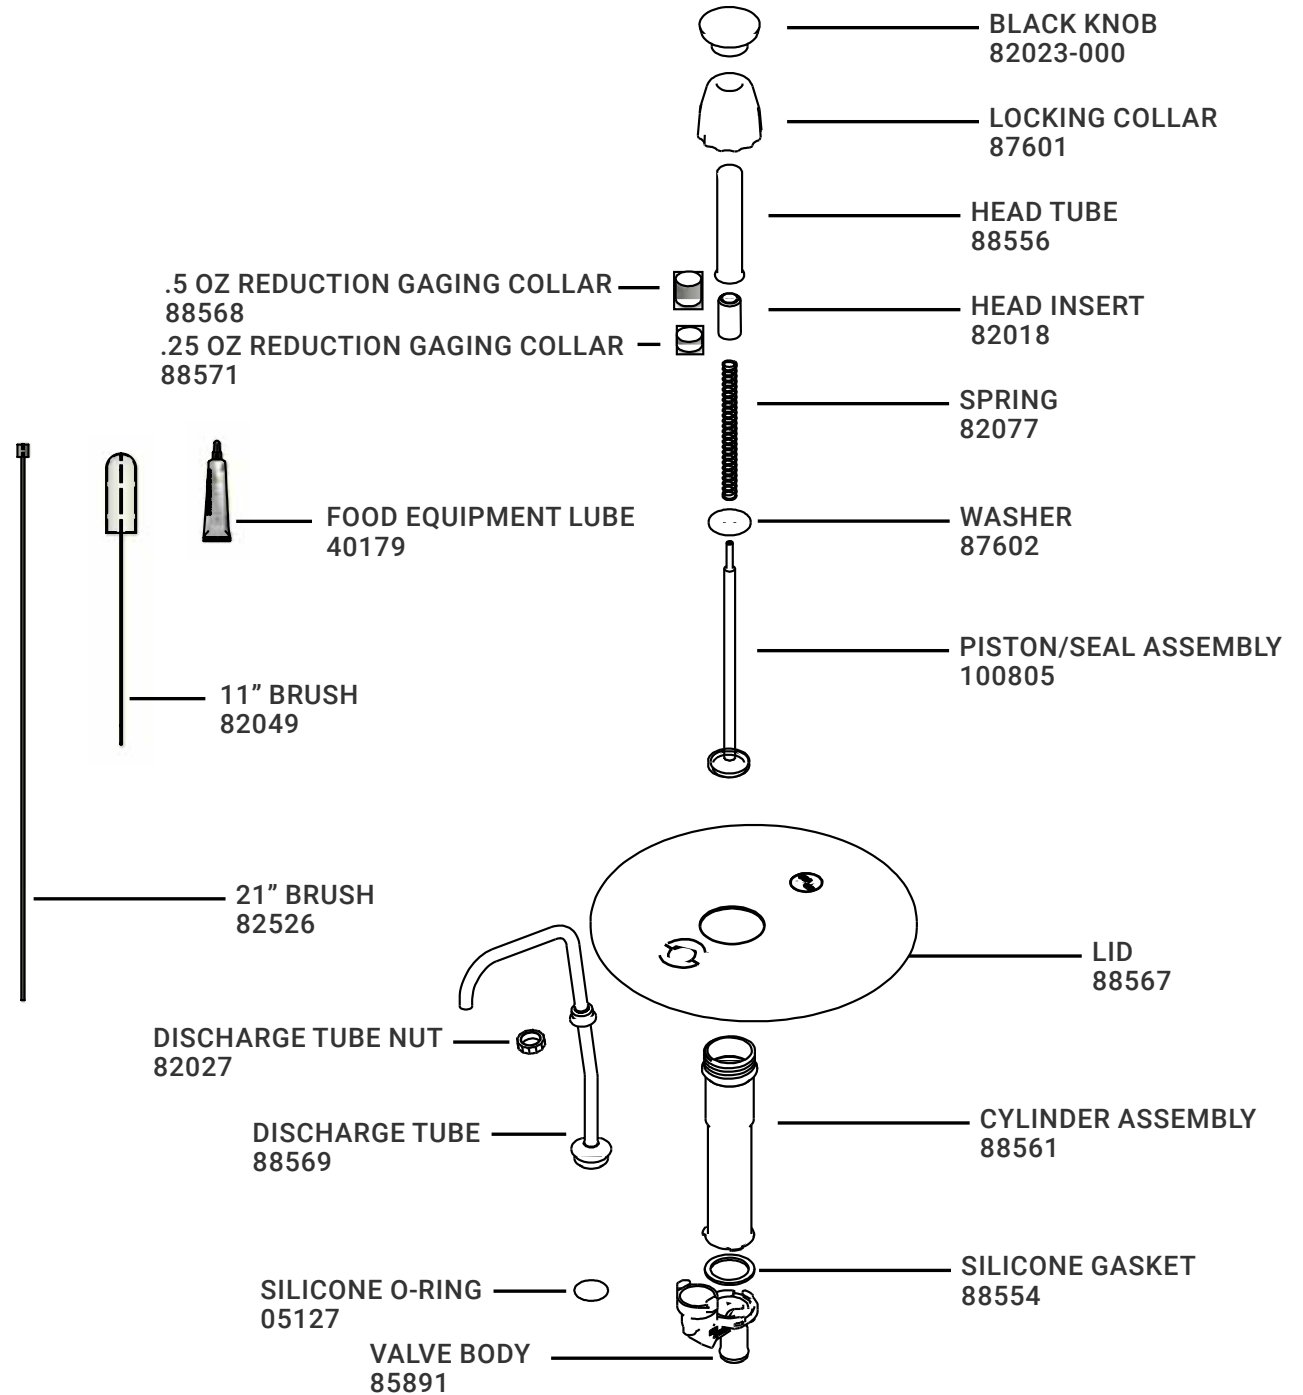 BLACK KNOB
82023-000
LOCKING COLLAR
87601
HEAD TUBE
88556
.5 OZ REDUCTION GAGING COLLAR
88568
HEAD INSERT
82018
.25 OZ REDUCTION GAGING COLLAR
88571
SPRING
82077
FOOD EQUIPMENT LUBE
40179
WASHER
87602
PISTON/SEAL ASSEMBLY
100805
11” BRUSH
82049
21” BRUSH
82526
LID
88567
DISCHARGE TUBE NUT
82027
DISCHARGE TUBE
88569
CYLINDER ASSEMBLY
88561
SILICONE GASKET
88554
SILICONE O-RING
05127
VALVE BODY
85891